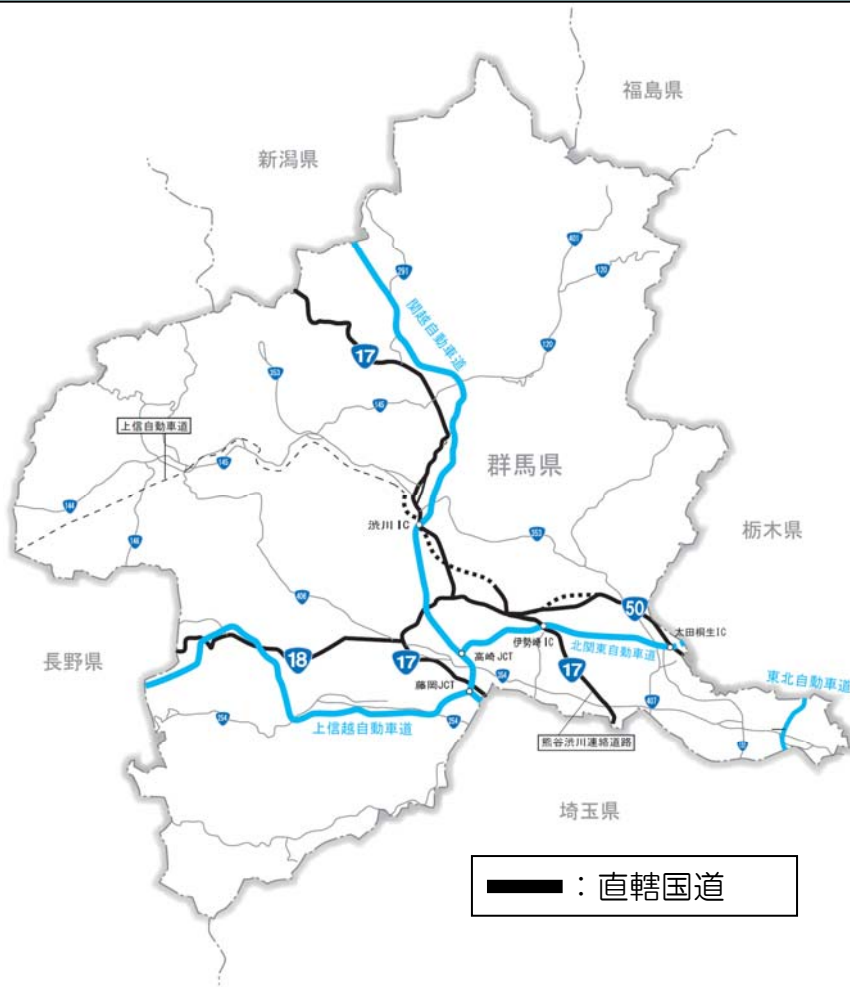 福島県
新潟県
401
291
120
関越自動車道
120
17
353
145
上信自動車道
群馬県
145
144
渋川IC
353
栃木県
146
406
50
太田桐生IC
伊勢崎IC
北関東自動車道
長野県
18
17
高崎JCT
17
354
東北自動車道
藤岡JCT
407
254
254
上信越自動車道
熊谷渋川連絡道路
埼玉県
:直轄国道